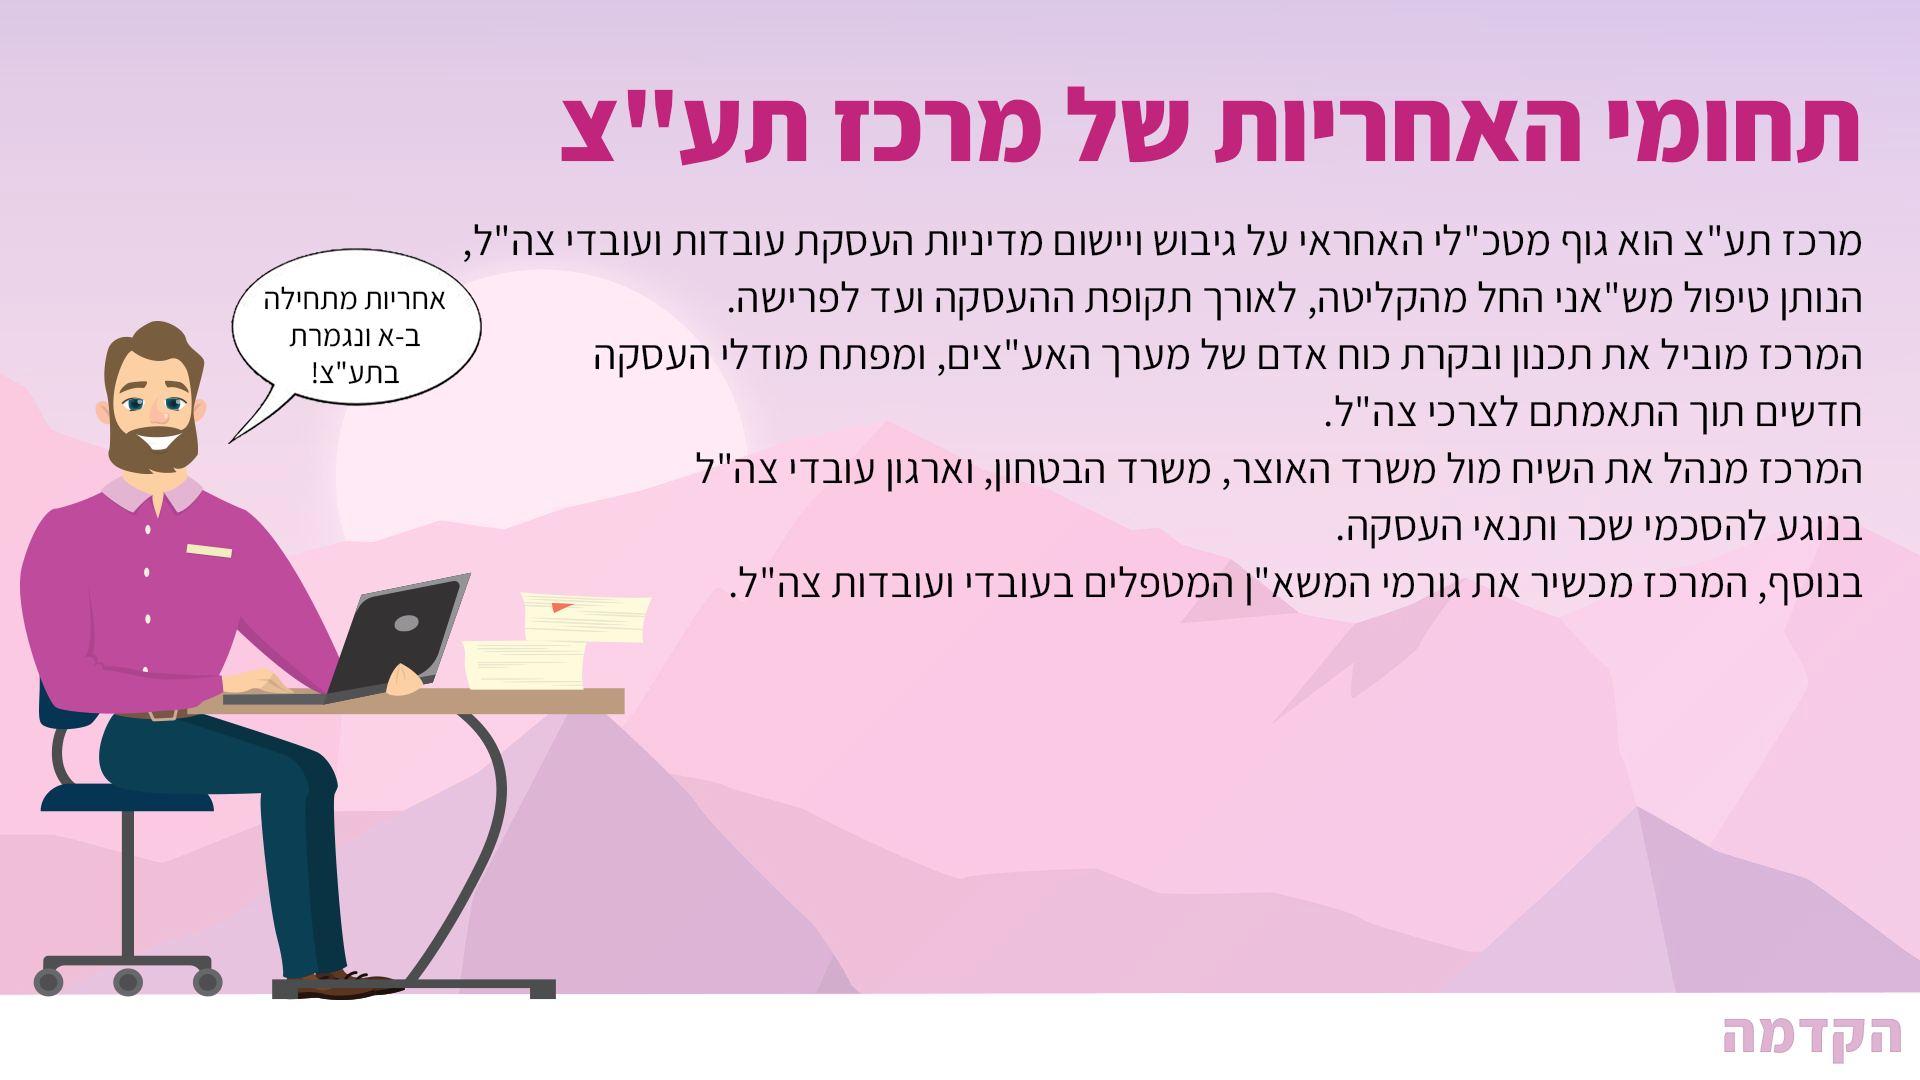 תחומי האחריות של מרכז תע"צ
מרכז תע"צ הוא גוף מטכ"לי האחראי על גיבוש ויישום מדיניות העסקת עובדות ועובדי צה"ל,
הנותן טיפול מש"אני החל מהקליטה, לאורך תקופת ההעסקה ועד לפרישה.
המרכז מוביל את תכנון ובקרת כוח אדם של מערך האע"צים, ומפתח מודלי העסקה
חדשים תוך התאמתם לצרכי צה"ל.
המרכז מנהל את השיח מול משרד האוצר, משרד הבטחון, וארגון עובדי צה"ל
בנוגע להסכמי שכר ותנאי העסקה.
בנוסף, המרכז מכשיר את גורמי המשא"ן המטפלים בעובדי ועובדות צה"ל.
אחריות מתחילה
ב-א ונגמרת
בתע"צ!
הקדמה